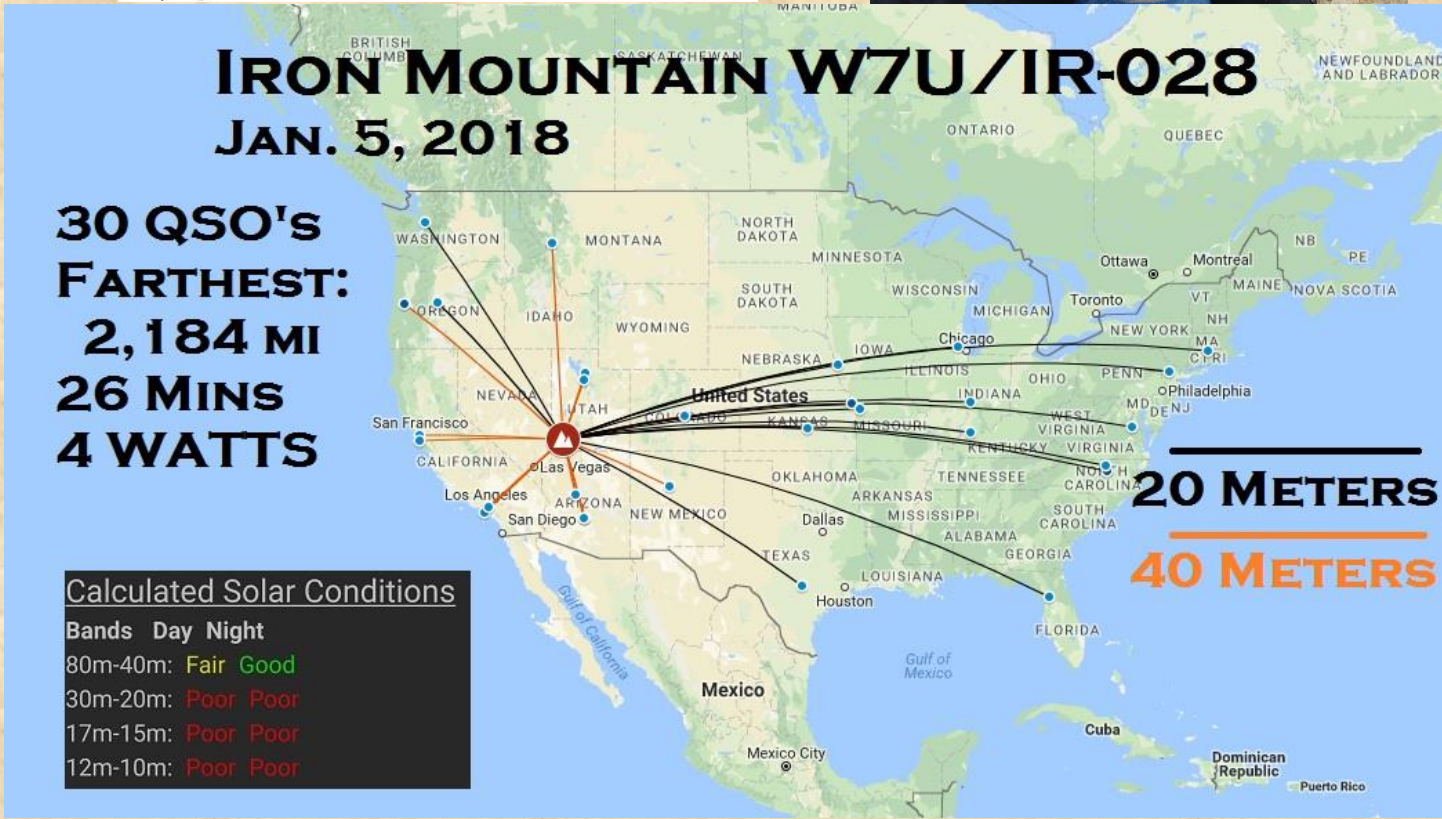 MANITOBA
BRITISH
COLUMB
SASKATCHEWAN
NEWFOUNDLAND
AND LABRADOR
IRON MOUNTAIN W7U/IR-028
JAN. 5, 2018
ONTARIO
QUEBEC
30 QSO's
FARTHEST:
2,184 MI
26 MINS
4 WATTS
WASHINGTON
MONTANA
NORTH
DAKOTA
MINNESOTA
Ottawa
Montreal
NB
PE
MAINE
NOVA SCOTIA
OREGON
IDAHO
WYOMING
SOUTH
DAKOTA
WISCONSIN
MICHIGAN
Toronto
VT
NH
NEW YORK
MA
CT RI
NEBRASKA
IOWA
Chicago
ILLINOIS
INDIANA
OHIO
PENN
Philadelphia
NEVADA
UTAH
COLORADO
United States
KANSAS
MISSOURI
WEST
VIRGINIA
MD
DE
NJ
KENTUCKY
VIRGINIA
San Francisco
CALIFORNIA
Las Vegas
Los Angeles
ARIZONA
San Diego
NEW MEXICO
OKLAHOMA
ARKANSAS
TENNESSEE
NORTH
CAROLINA
MISSISSIPPI
SOUTH
CAROLINA
Dallas
ALABAMA
GEORGIA
TEXAS
LOUISIANA
Houston
FLORIDA
20 METERS
40 METERS
Calculated Solar Conditions
Bands Day Night
80m-40m: Fair Good
30m-20m: Poor Poor
17m-15m: Poor Poor
12m-10m: Poor Poor
Gulf of California
Gulf of
Mexico
Mexico
Mexico City
Cuba
Dominican
Republic
Puerto Rico